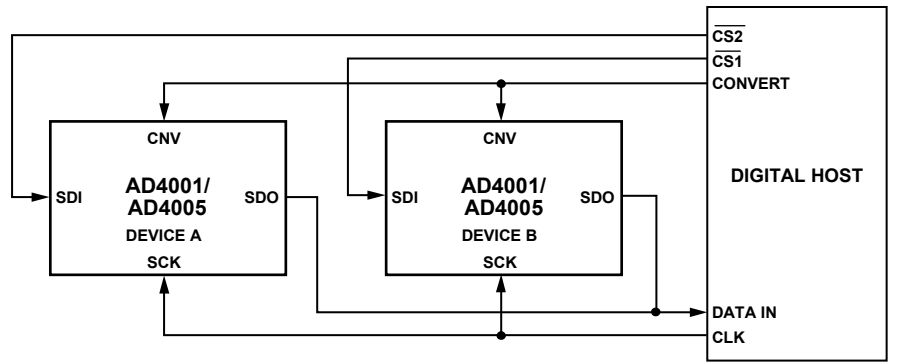 CS2
CS1
CONVERT
CNV
CNV
DIGITAL HOST
SDI
AD4001/
AD4005
SDO
SDI
AD4001/
AD4005
SDO
DEVICE A
DEVICE B
SCK
SCK
DATA IN
CLK